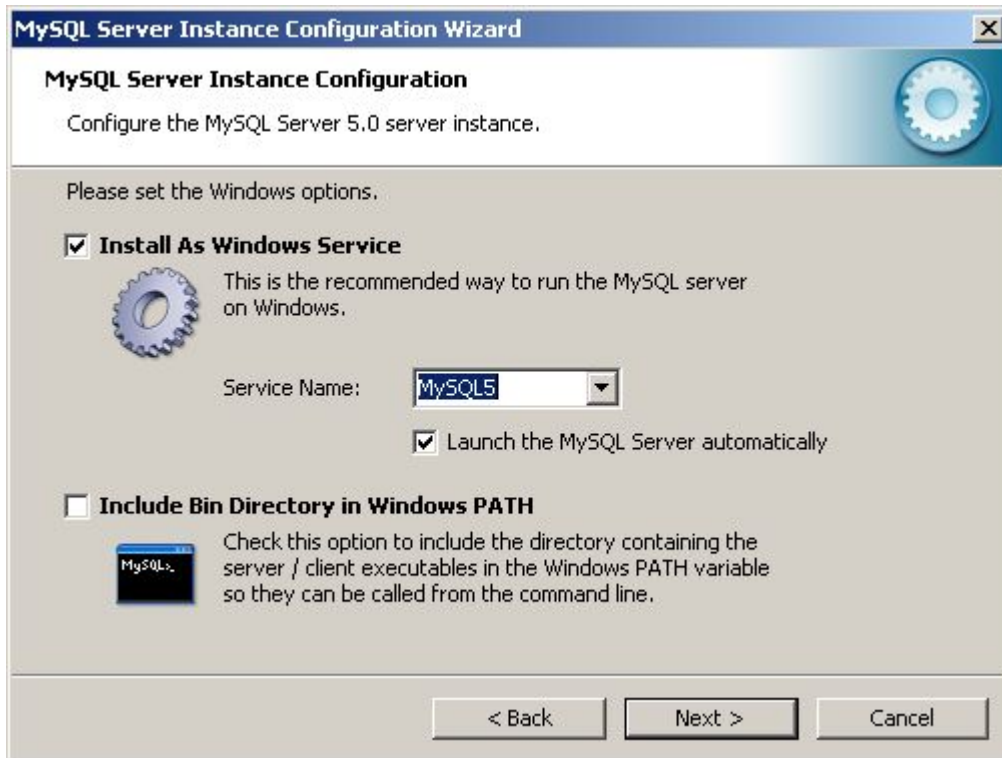 MySQL Server Instance Configuration Wizard
MySQL Server Instance Configuration
Configure the MySQL Server 5.0 server instance.
Please set the Windows options.
Install As Windows Service
This is the recommended way to run the MySQL server
on Windows.
Service Name: MySQL5
Launch the MySQL Server automatically
Include Bin Directory in Windows PATH
MySQL>_
Check this option to include the directory containing the
server / client executables in the Windows PATH variable
so they can be called from the command line.
< Back Next > Cancel